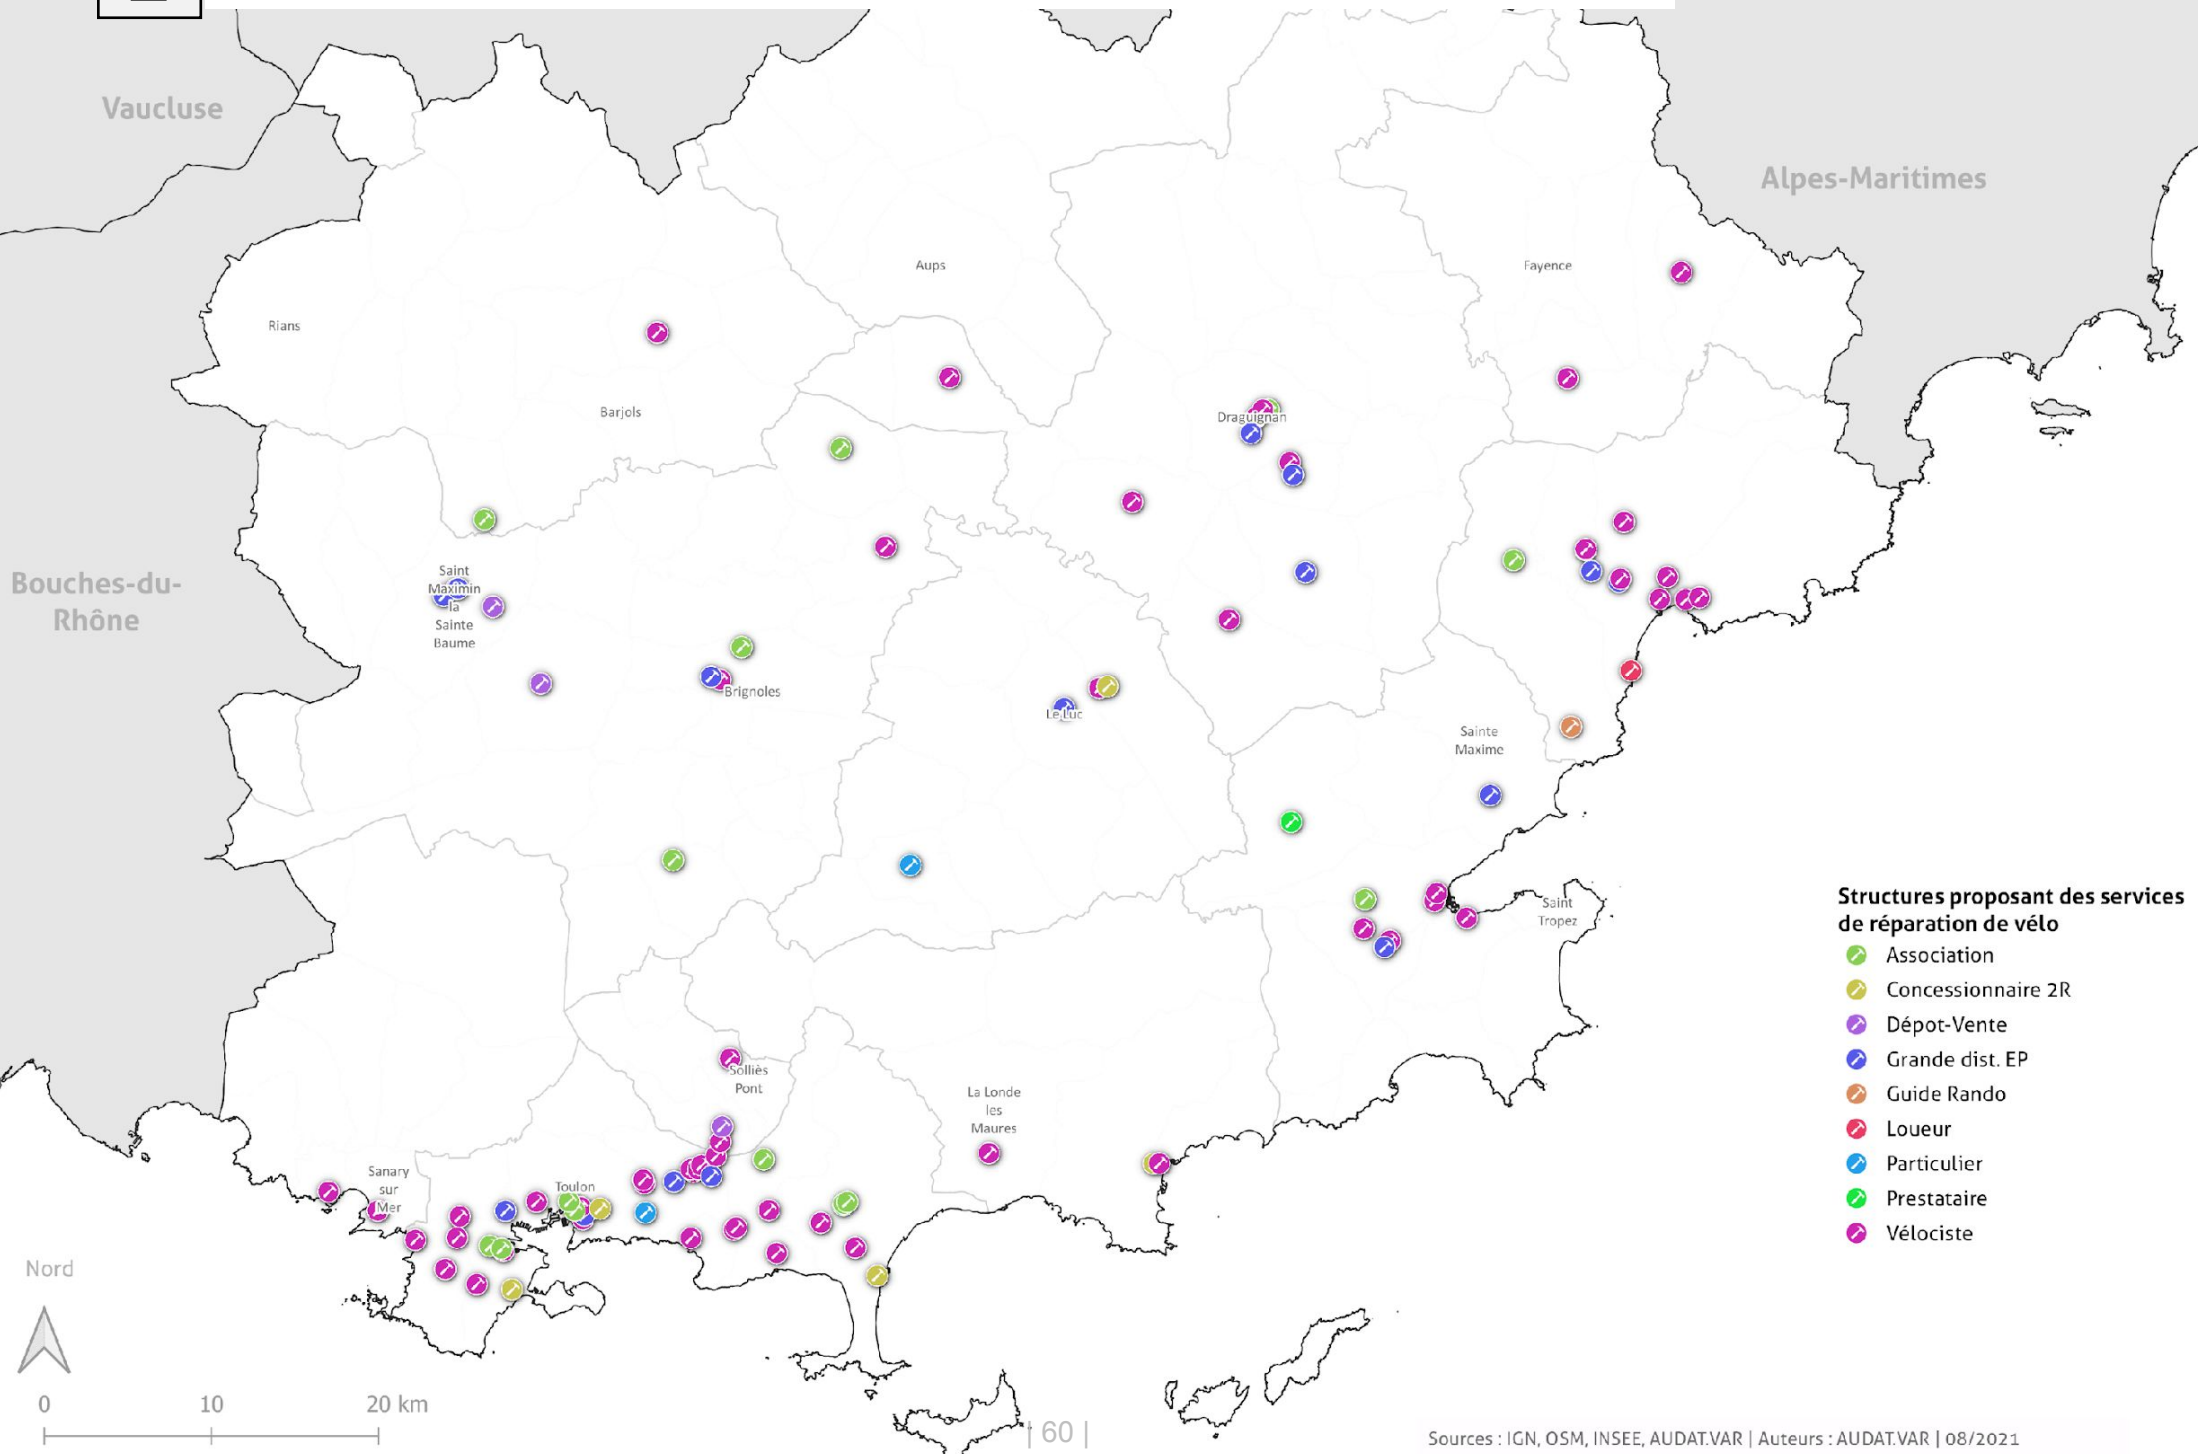 Vaucluse
Alpes-Maritimes
Aups
Fayence
Rians
Barjols
Draguignan
Saint
Maximin
la
Sainte
Baume
Bouches-du-
Rhône
Brignoles
Le Luc
Sainte
Maxime
Saint
Tropez
Structures proposant des services
de réparation de vélo
Association
Concessionnaire 2R
Dépot-Vente
Grande dist. EP
Guide Rando
Loueur
Particulier
Prestataire
Vélociste
Solliès
Pont
La Londe
les
Maures
Sanary
sur
Mer
Toulon
Nord
0 10 20 km
| 60 |
Sources : IGN, OSM, INSEE, AUDAT.VAR | Auteurs : AUDAT.VAR | 08/2021